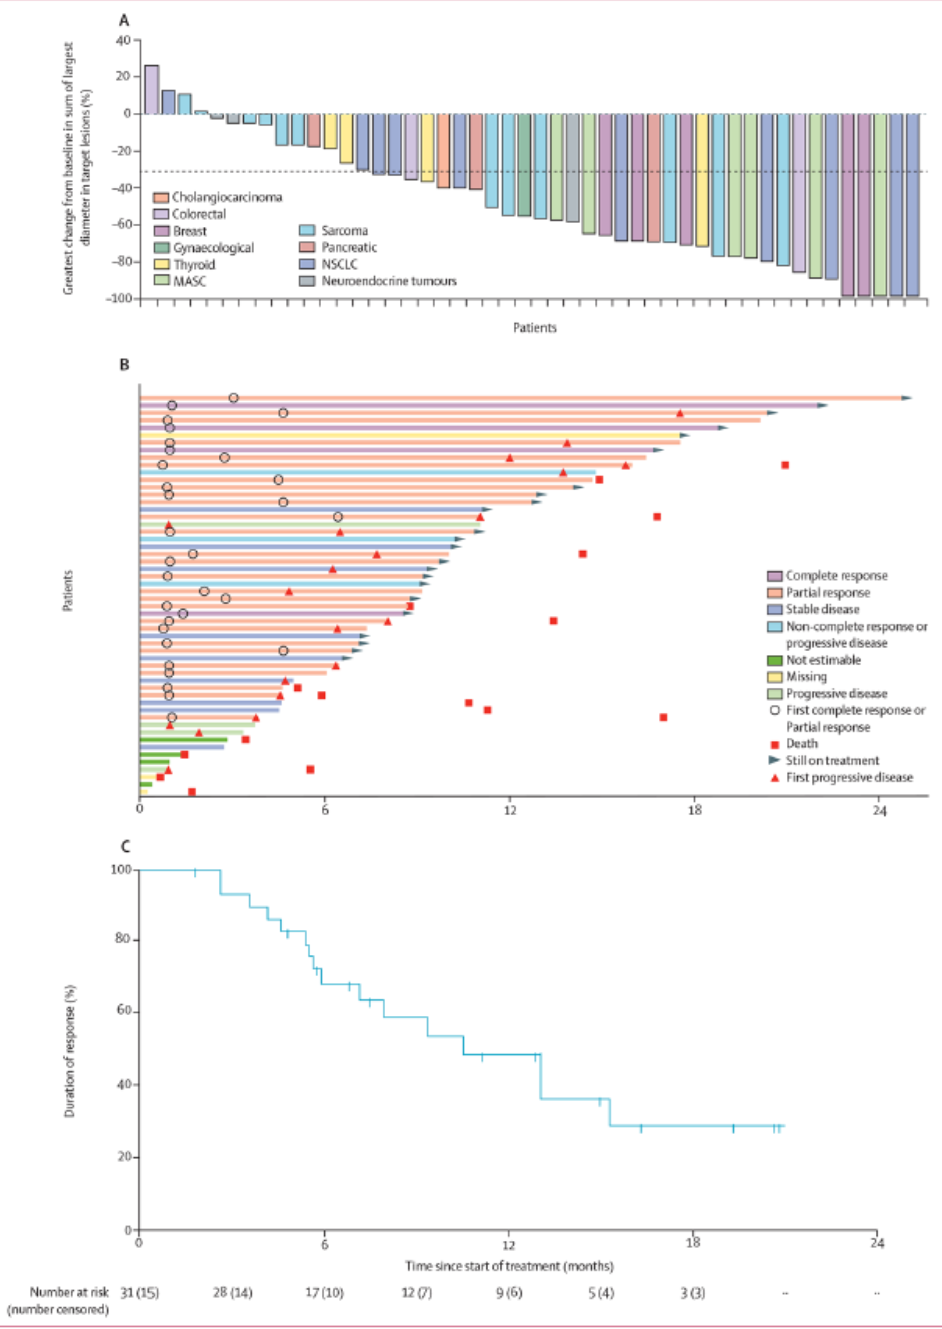 A
Greatest change from baseline in sum of largest
diameter in target lesions (%)
40
20
0
–20
–40
–60
–80
–100
Cholangiocarcinoma
Colorectal
Breast
Gynaecological
Thyroid
MASC
Sarcoma
Pancreatic
NSCLC
Neuroendocrine tumours
Patients
B
Patients
Complete response
Partial response
Stable disease
Non-complete response or
progressive disease
Not estimable
Missing
Progressive disease
First complete response or
Partial response
Death
Still on treatment
First progressive disease
0 6 12 18 24
C
Duration of response (%)
100
80
60
40
20
0
0 6 12 18 24
Time since start of treatment (months)
Number at risk 31 (15) 28 (14) 17 (10) 12 (7) 9 (6) 5 (4) 3 (3) .. ..
(number censored)